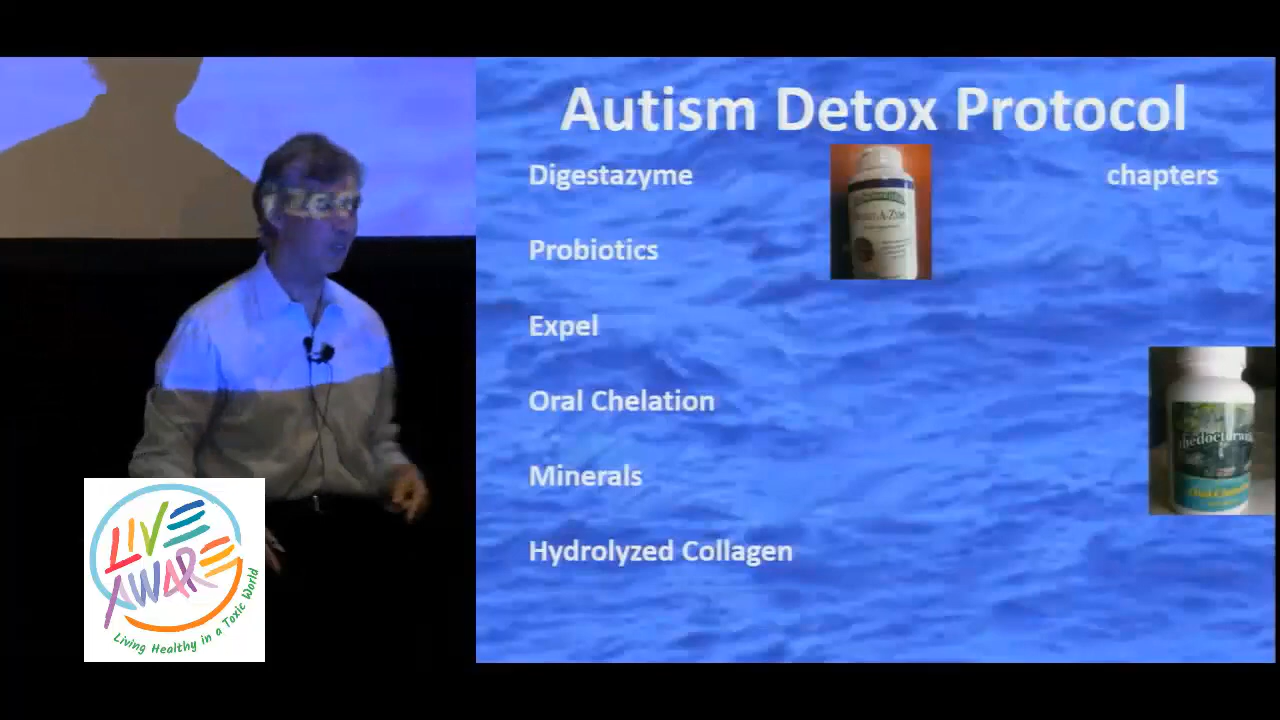 Autism Detox Protocol
Digestazyme
chapters
Probiotics
Expel
Oral Chelation
Minerals
Hydrolyzed Collagen
LIVE
AWARE
Living Healthy in a Toxic World